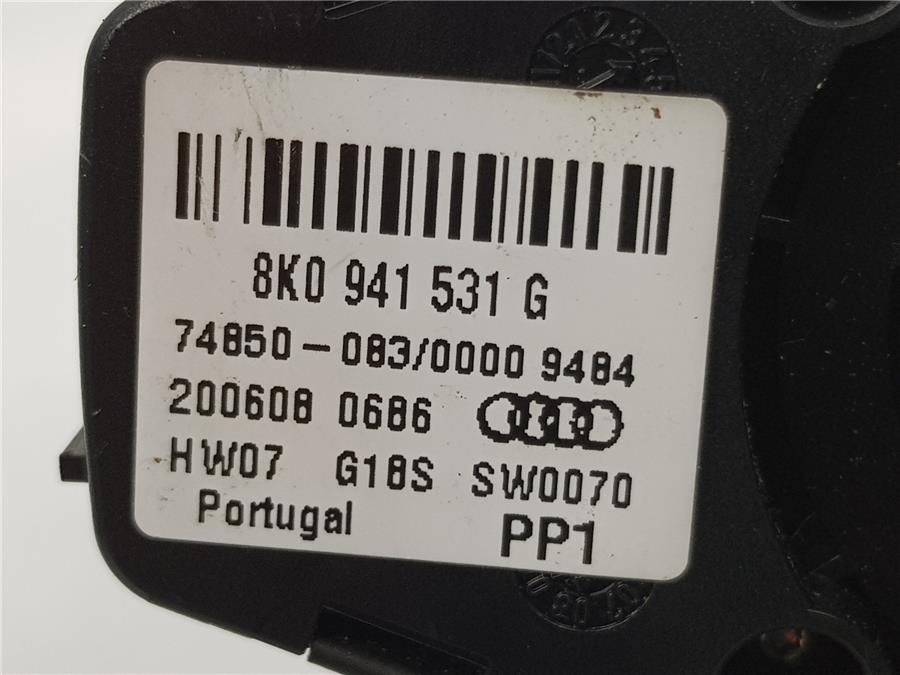 8K0 941 531 G
74850-083/0000 9484
200608 0686
HW07 G18S SW0070
Portugal PP1